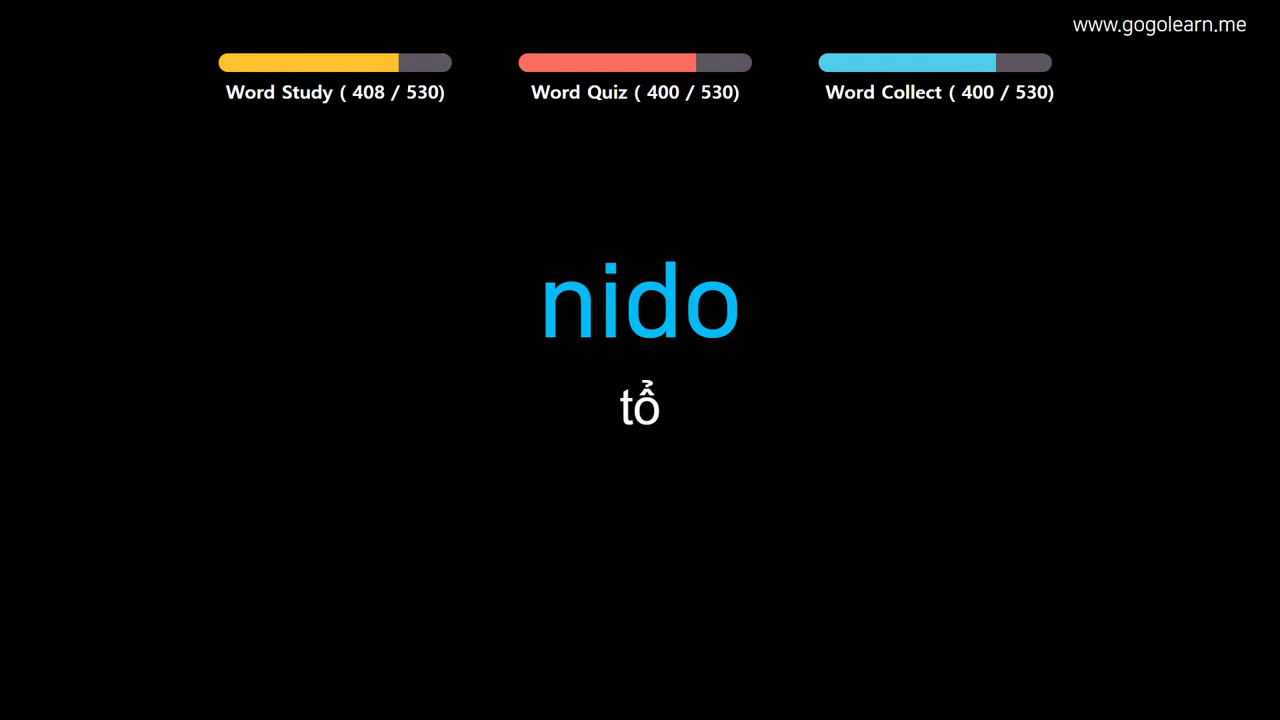 www.gogolearn.me
Word Study ( 408 / 530)
Word Quiz ( 400 / 530)
Word Collect ( 400 / 530)
nido
tổ